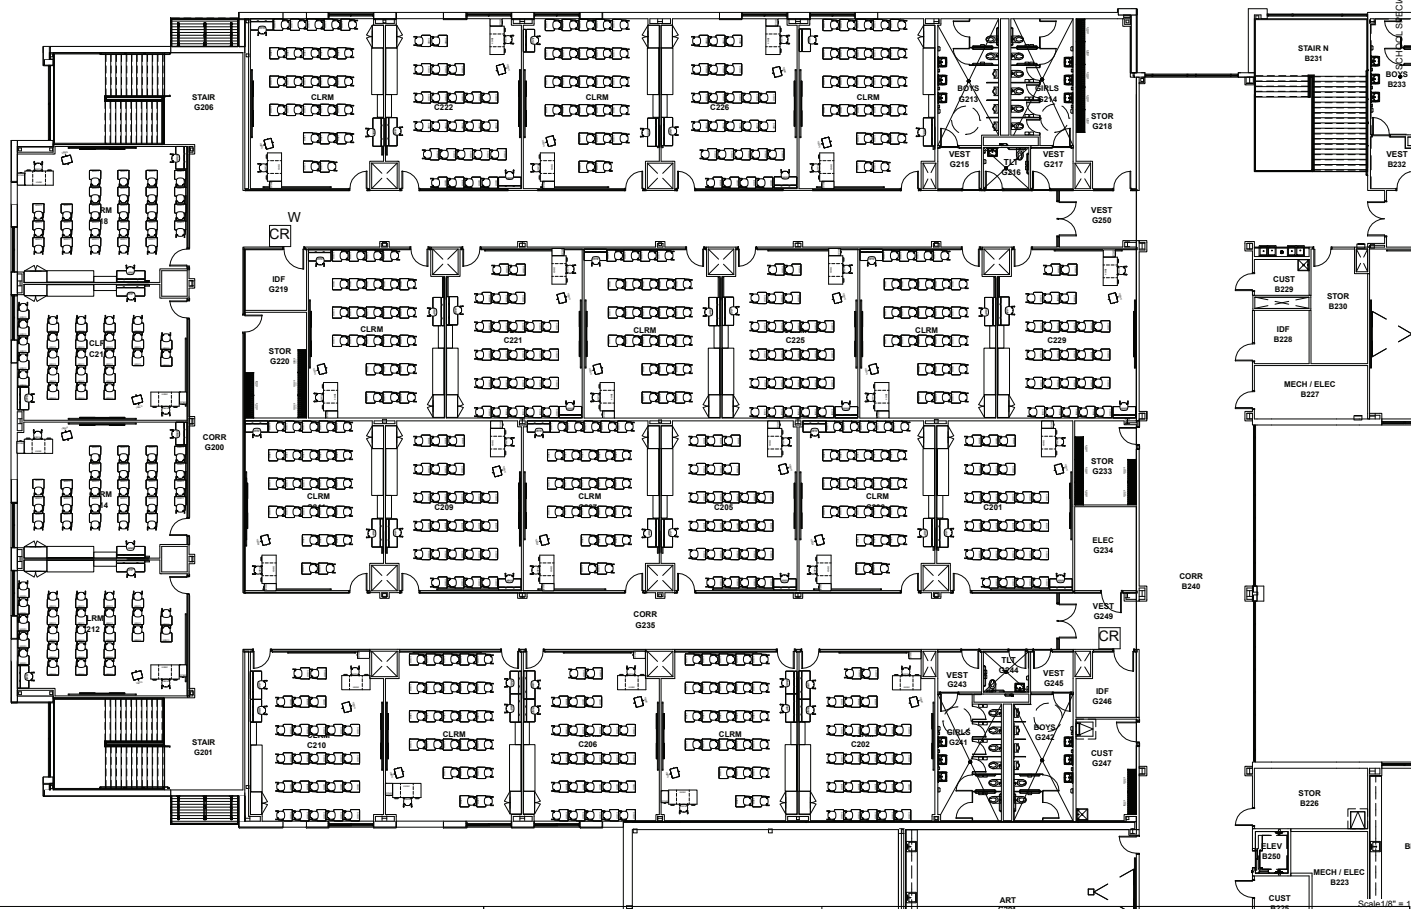 STAIR
G206
CLRM
C222
CLRM
C226
CLRM
BOYS
G213
GIRLS
G214
STOR
G218
STAIR N
B231
BOYS
B233
VEST
G215
TLT
G216
VEST
G217
VEST
B232
W
CR
VEST
G250
IDF
G219
STOR
G220
CLRM
C221
CLRM
C225
CLRM
C229
CUST
B229
STOR
B230
IDF
B228
MECH / ELEC
B227
CORR
G200
CLRM
C209
CLRM
C205
CLRM
C201
STOR
G233
ELEC
G234
CORR
B240
CORR
G235
VEST
G249
CR
STAIR
G201
C210
CLRM
C206
CLRM
C202
VEST
G243
TLT
G244
VEST
G245
IDF
G246
GIRLS
G241
BOYS
G242
CUST
G247
STOR
B226
ELEV
B250
MECH / ELEC
B223
CUST
ART